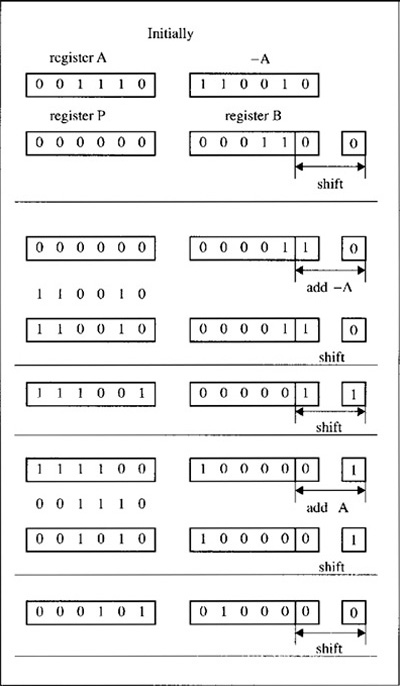 Initially
register A −A
0 0 1 1 1 0 1 1 0 0 1 0
register P register B
0 0 0 0 0 0 0 0 0 1 1 0 0
shift
0 0 0 0 0 0 0 0 0 0 1 1 0
1 1 0 0 1 0 add −A
1 1 0 0 1 0 0 0 0 0 1 1 0
shift
1 1 1 0 0 1 0 0 0 0 0 1 1
shift
1 1 1 1 0 0 1 0 0 0 0 0 1
0 0 1 1 1 0 add A
0 0 1 0 1 0 1 0 0 0 0 0 1
shift
0 0 0 1 0 1 0 1 0 0 0 0 0
shift